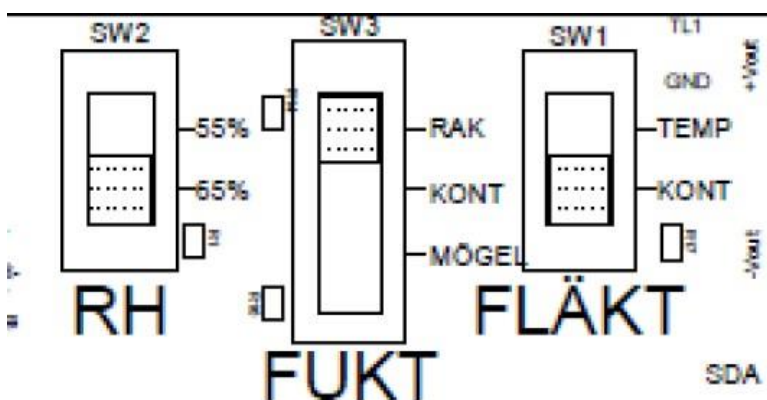 SW2
55%
65%
RH
SW3
RAK
KONT
MÖGEL
FUKT
SW1
TEMP
KONT
FLÄKT
TL1
GND
+Vout
-Vout
SDA